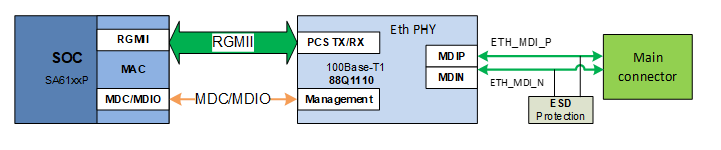 SOC
SA61xxP
RGMII
MAC
MDC/MDIO
RGMII
MDC/MDIO
Eth PHY
PCS TX/RX
100Base-T1
88Q1110
Management
MDIP
MDIN
ETH_MDI_P
ETH_MDI_N
ESD
Protection
Main
connector